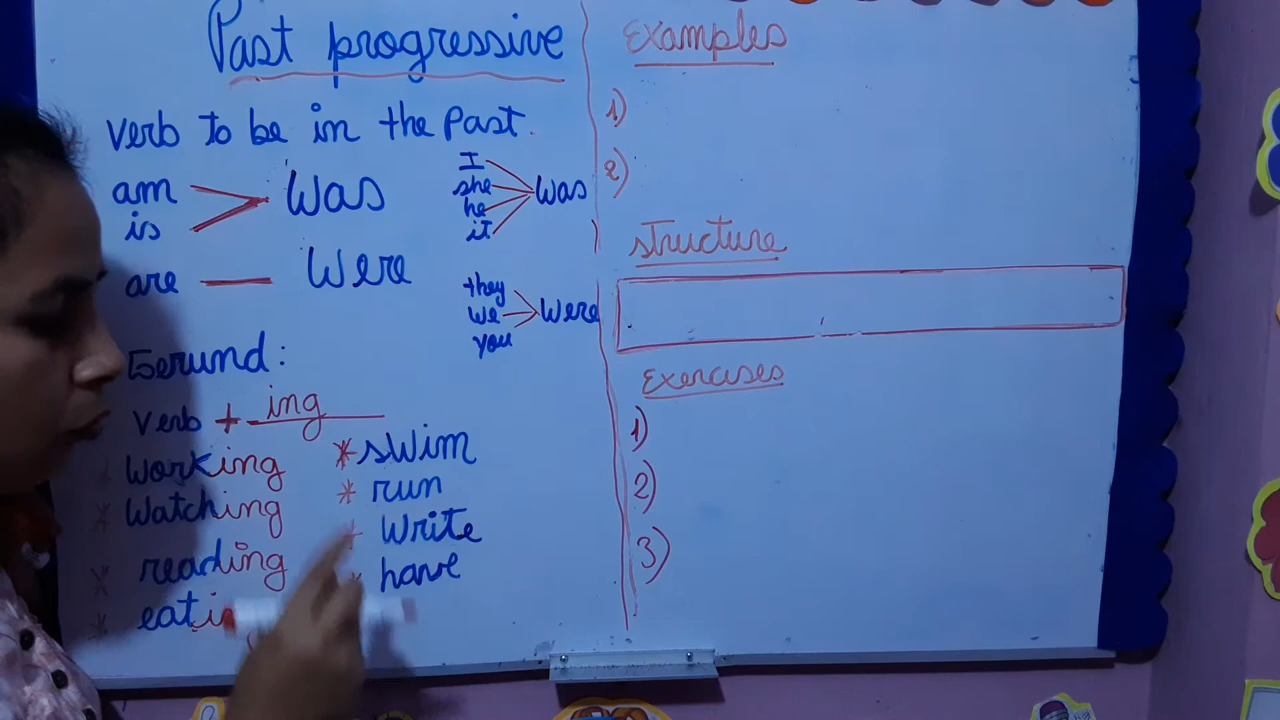 Past progressive
verb to be in the Past.
am
is
Was
are
Were
I
she
he
it
Was
they
we
you
Were
Gerund:
Verb + ing
* Working
* Watching
* reading
*
* swim
* run
* Write
* have
Examples
1)
2)
structure
Exercises
1)
2)
3)